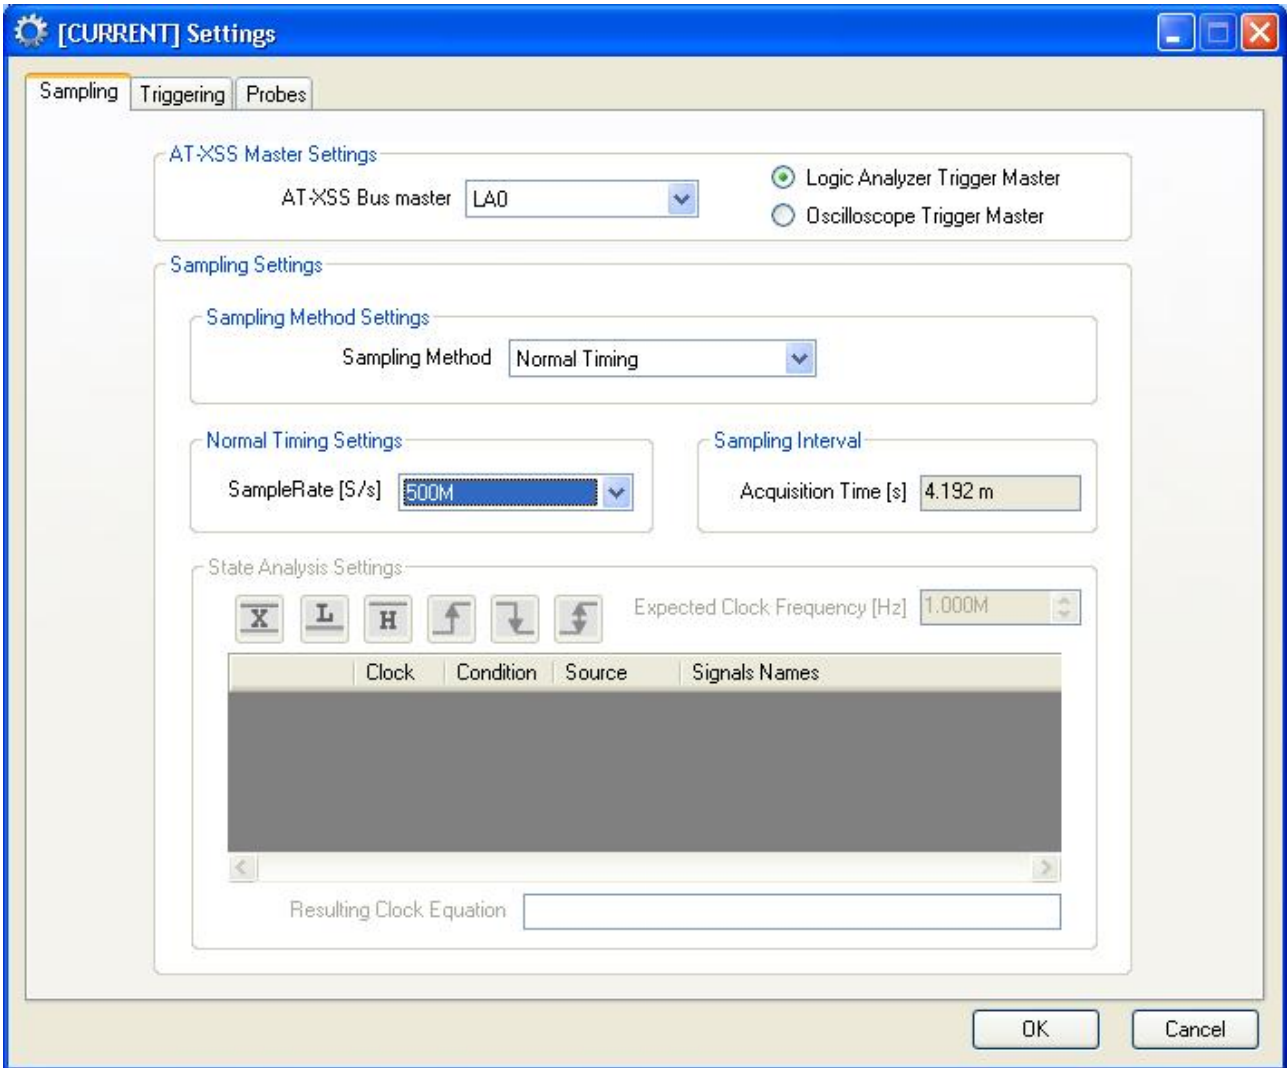 [CURRENT] Settings
Sampling Triggering Probes
AT-XSS Master Settings
AT-XSS Bus master LA0
Logic Analyzer Trigger Master
Oscilloscope Trigger Master
Sampling Settings
Sampling Method Settings
Sampling Method Normal Timing
Normal Timing Settings
SampleRate [S/s] 500M
Sampling Interval
Acquisition Time [s] 4.192 m
State Analysis Settings
X L H
Expected Clock Frequency [Hz] 1.000M
Clock Condition Source Signals Names
Resulting Clock Equation
OK Cancel